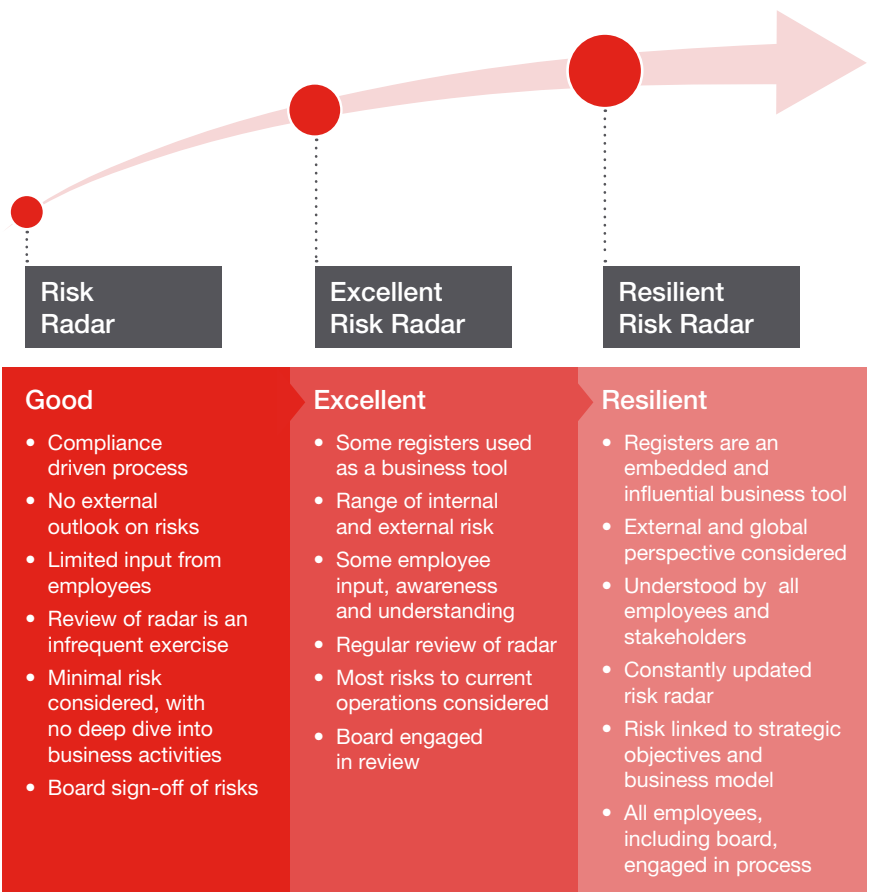 Risk
Radar
Excellent
Risk Radar
Resilient
Risk Radar
Good
• Compliance
driven process
• No external
outlook on risks
• Limited input from
employees
• Review of radar is an
infrequent exercise
• Minimal risk
considered, with
no deep dive into
business activities
• Board sign-off of risks
Excellent
• Some registers used
as a business tool
• Range of internal
and external risk
• Some employee
input, awareness
and understanding
• Regular review of radar
• Most risks to current
operations considered
• Board engaged
in review
Resilient
• Registers are an
embedded and
influential business tool
• External and global
perspective considered
• Understood by all
employees and
stakeholders
• Constantly updated
risk radar
• Risk linked to strategic
objectives and
business model
• All employees,
including board,
engaged in process